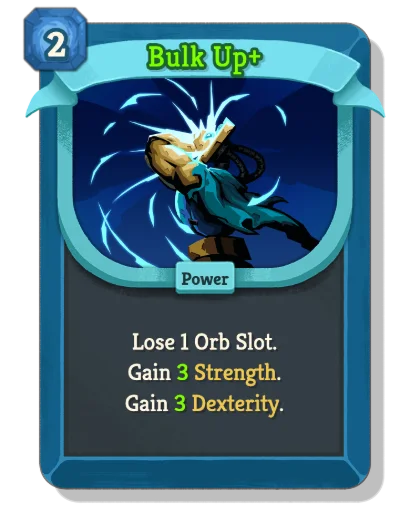 2
Bulk Up+
Power
Lose 1 Orb Slot.
Gain 3 Strength.
Gain 3 Dexterity.